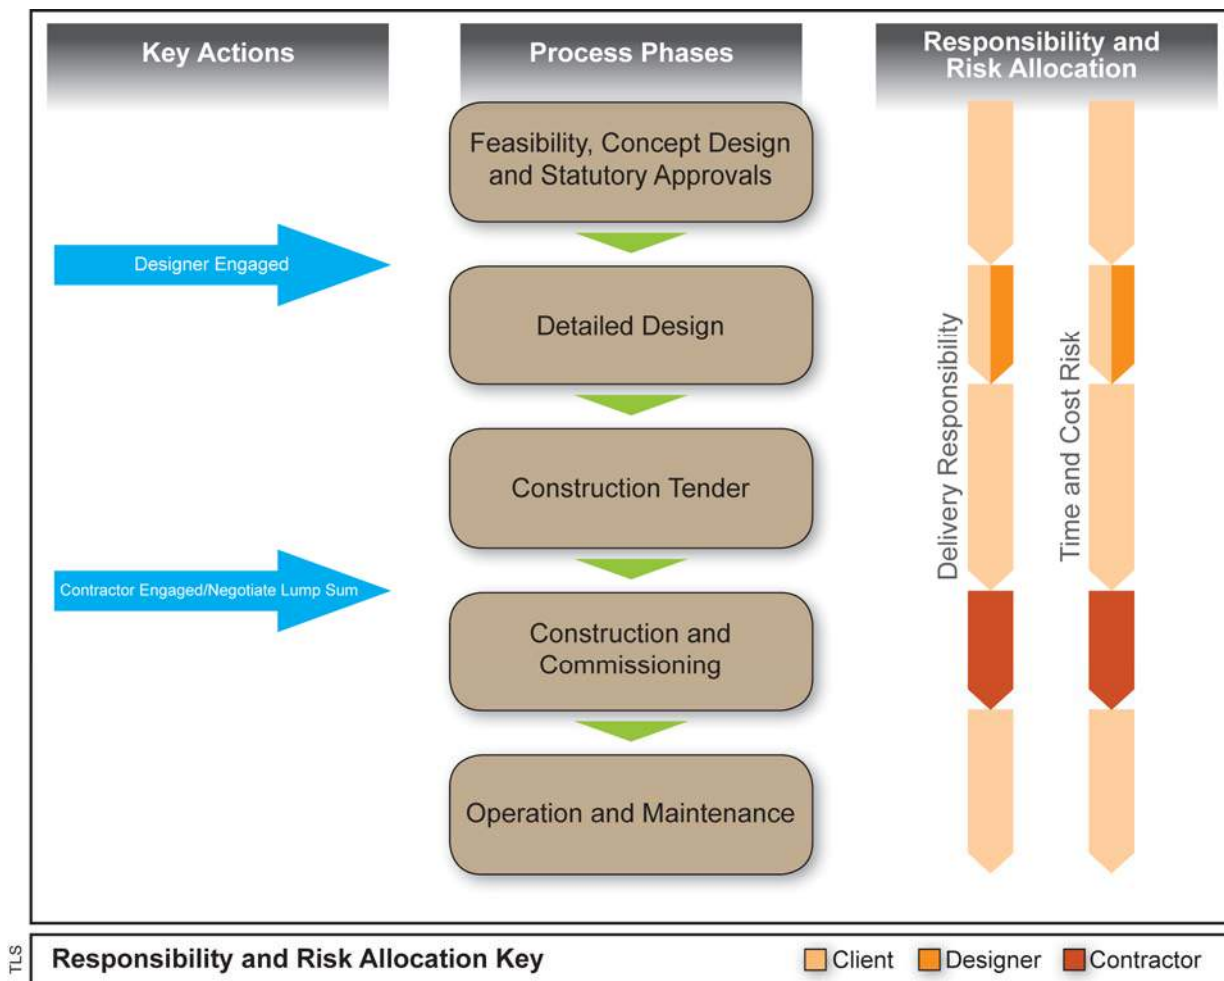 Key Actions
Process Phases
Responsibility and
Risk Allocation
Feasibility, Concept Design
and Statutory Approvals
Designer Engaged
Detailed Design
Construction Tender
Contractor Engaged/Negotiate Lump Sum
Construction and
Commissioning
Operation and Maintenance
Delivery Responsibility
Time and Cost Risk
TLS
Responsibility and Risk Allocation Key
Client
Designer
Contractor